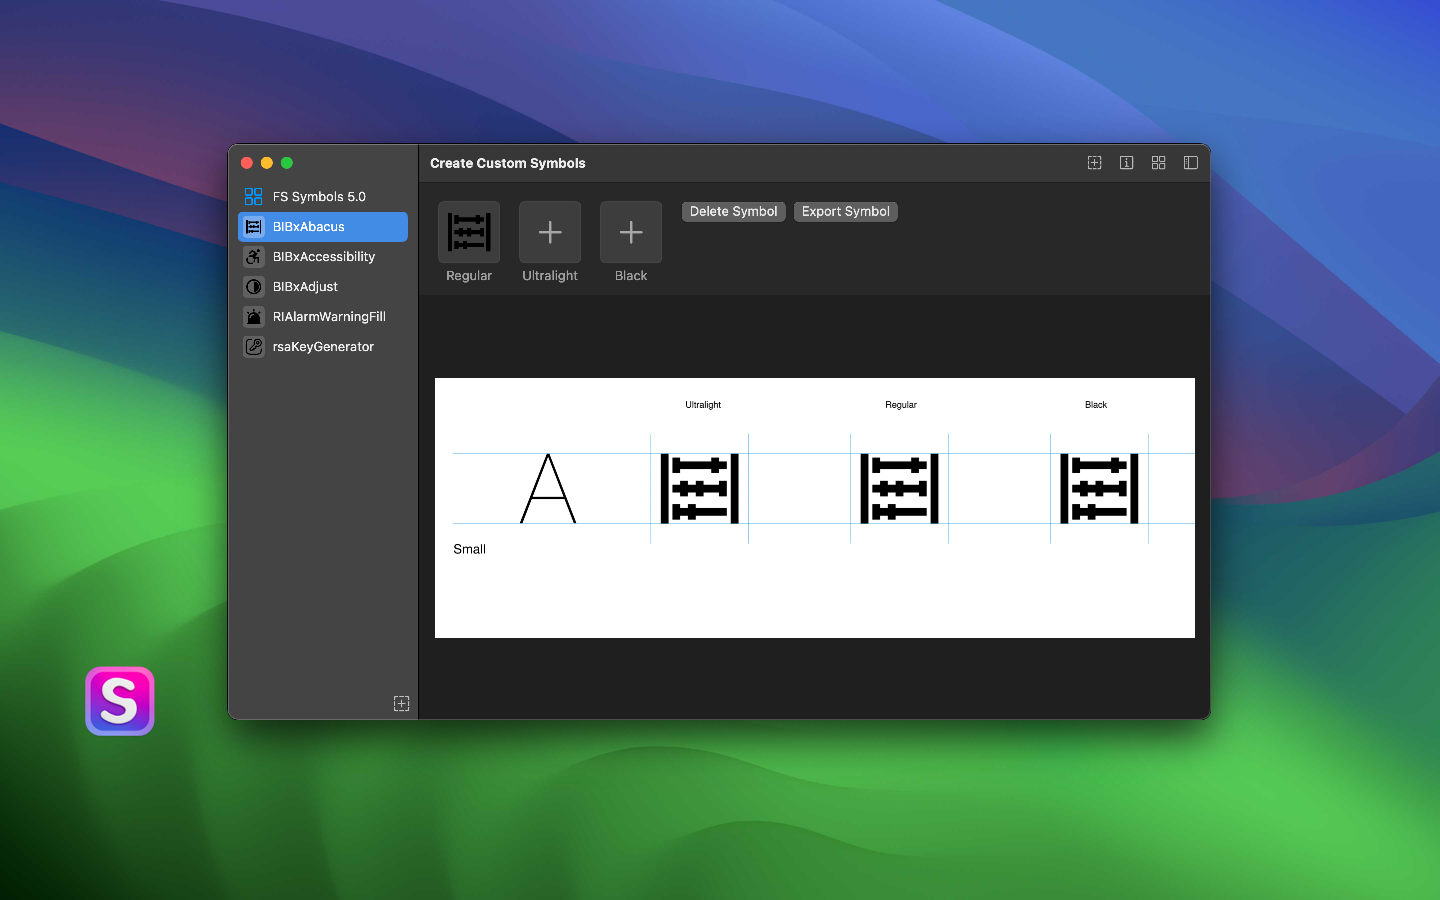 Create Custom Symbols
FS Symbols 5.0
BIBxAbacus
BIBxAccessibility
BIBxAdjust
RIAlarmWarningFill
rsaKeyGenerator
Delete Symbol
Export Symbol
Regular
Ultralight
Black
Ultralight
Regular
Black
A
Small
S